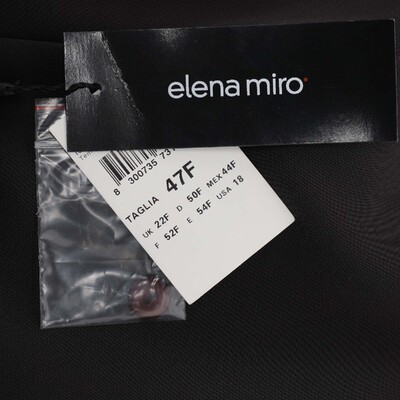 elena miro
8 300735 731
TAGLIA 47F
UK 22F D 50F MEX 44F
F 52F E 54F USA 18